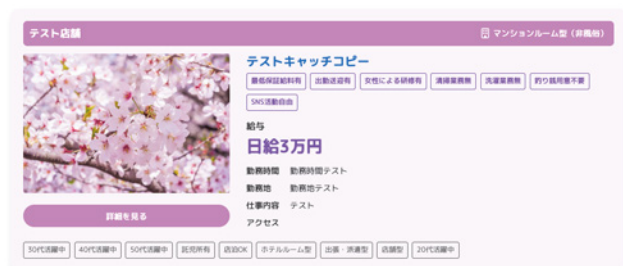 テスト店舗
マンションルーム型（非風俗）
テストキャッチコピー
最低保証給料有 出勤送迎有 女性による研修有 清掃業務無 洗濯業務無 釣り銭用意不要
SNS活動自由
給与
日給3万円
勤務時間 勤務時間テスト
勤務地 勤務地テスト
仕事内容 テスト
アクセス
詳細を見る
30代活躍中 40代活躍中 50代活躍中 託児所有 店泊OK ホテルルーム型 出張・派遣型 店舗型 20代活躍中